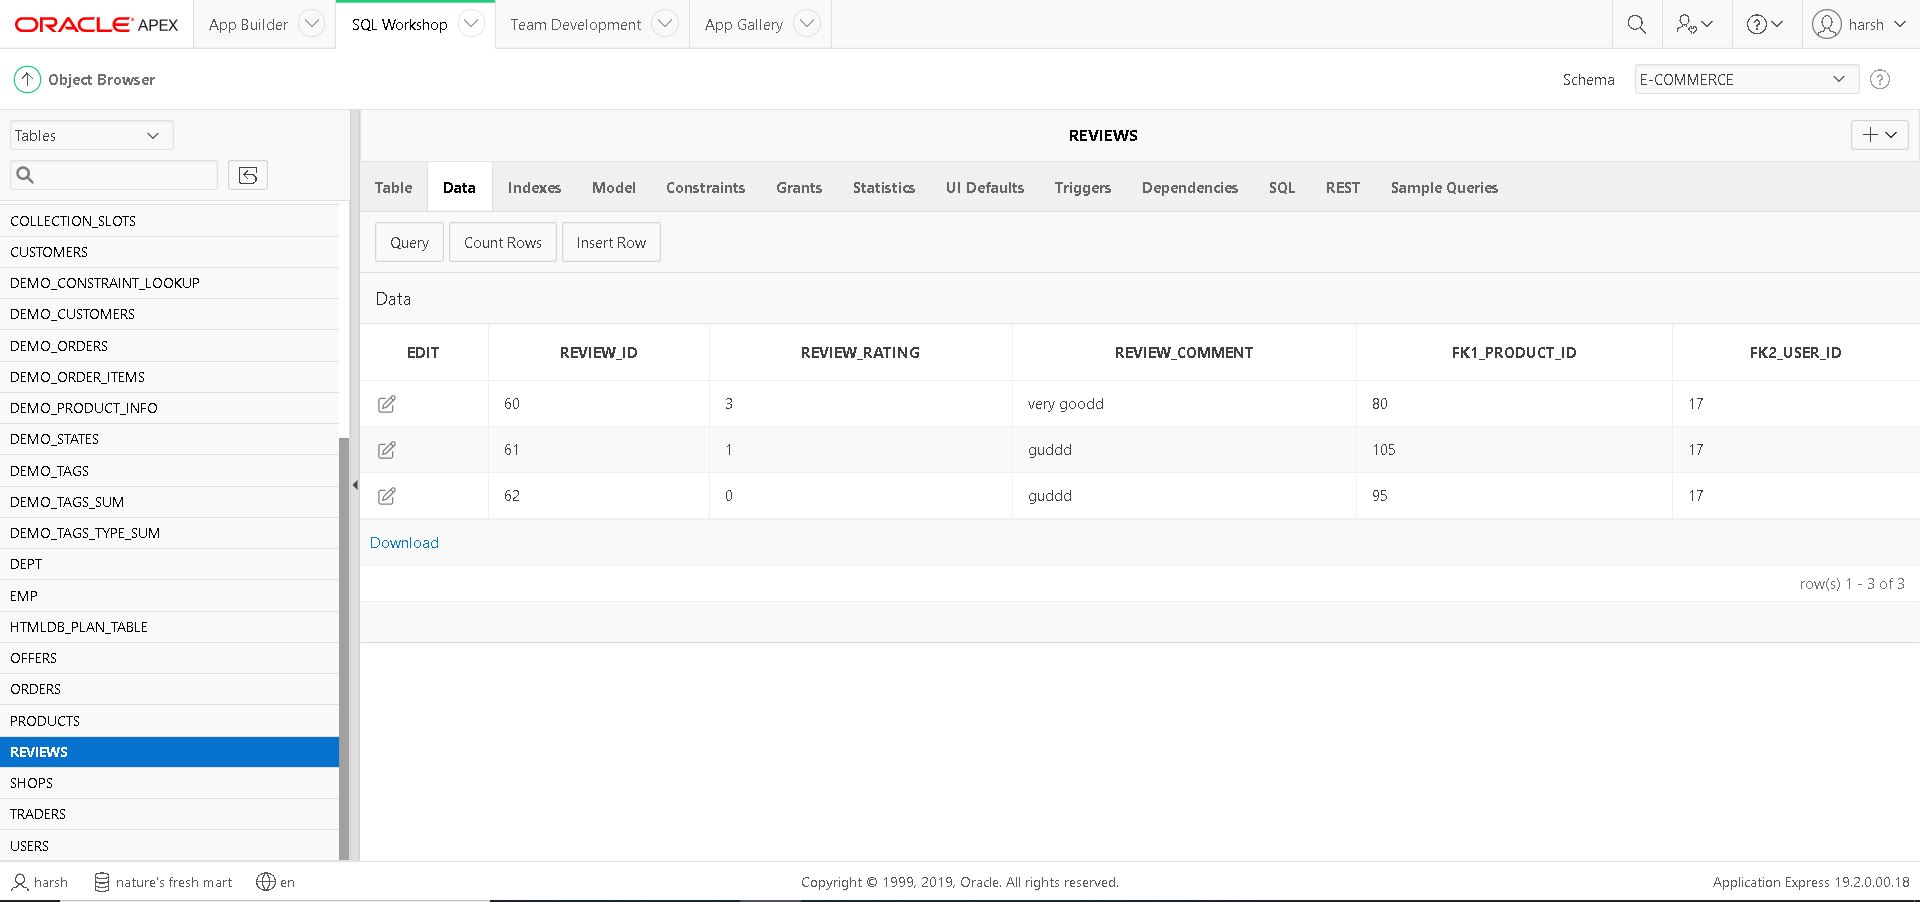 ORACLE APEX App Builder SQL Workshop Team Development App Gallery harsh
Object Browser Schema E-COMMERCE
Tables
REVIEWS
Table Data Indexes Model Constraints Grants Statistics UI Defaults Triggers Dependencies SQL REST Sample Queries
Query Count Rows Insert Row
Data
EDIT REVIEW_ID REVIEW_RATING REVIEW_COMMENT FK1_PRODUCT_ID FK2_USER_ID
60 3 very goodd 80 17
61 1 guddd 105 17
62 0 guddd 95 17
Download
row(s) 1 - 3 of 3
COLLECTION_SLOTS
CUSTOMERS
DEMO_CONSTRAINT_LOOKUP
DEMO_CUSTOMERS
DEMO_ORDERS
DEMO_ORDER_ITEMS
DEMO_PRODUCT_INFO
DEMO_STATES
DEMO_TAGS
DEMO_TAGS_SUM
DEMO_TAGS_TYPE_SUM
DEPT
EMP
HTMLDB_PLAN_TABLE
OFFERS
ORDERS
PRODUCTS
REVIEWS
SHOPS
TRADERS
USERS
harsh nature's fresh mart en Copyright © 1999, 2019, Oracle. All rights reserved. Application Express 19.2.0.00.18